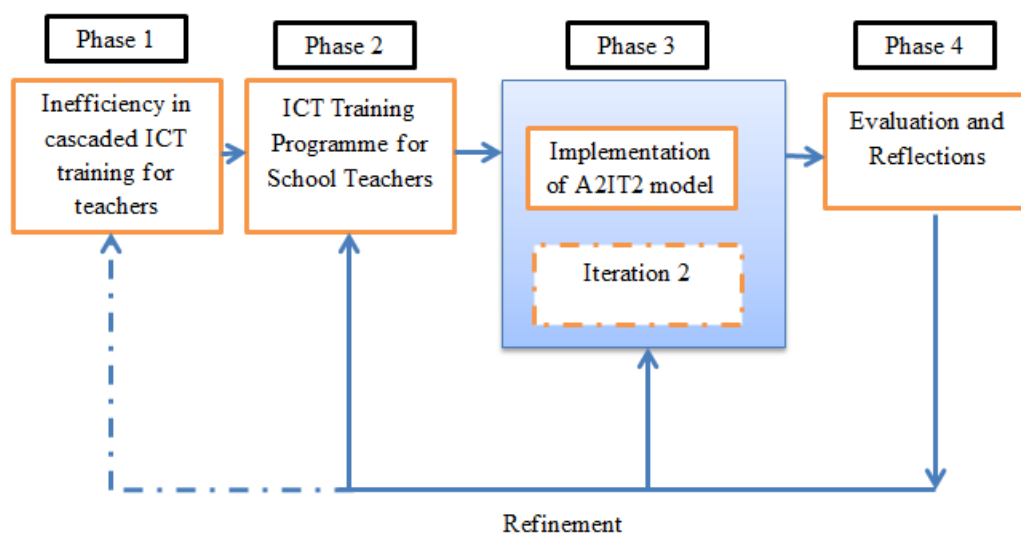 Phase 1
Phase 2
Phase 3
Phase 4
Inefficiency in
cascaded ICT
training for
teachers
ICT Training
Programme for
School Teachers
Implementation
of A2IT2 model
Iteration 2
Evaluation and
Reflections
Refinement